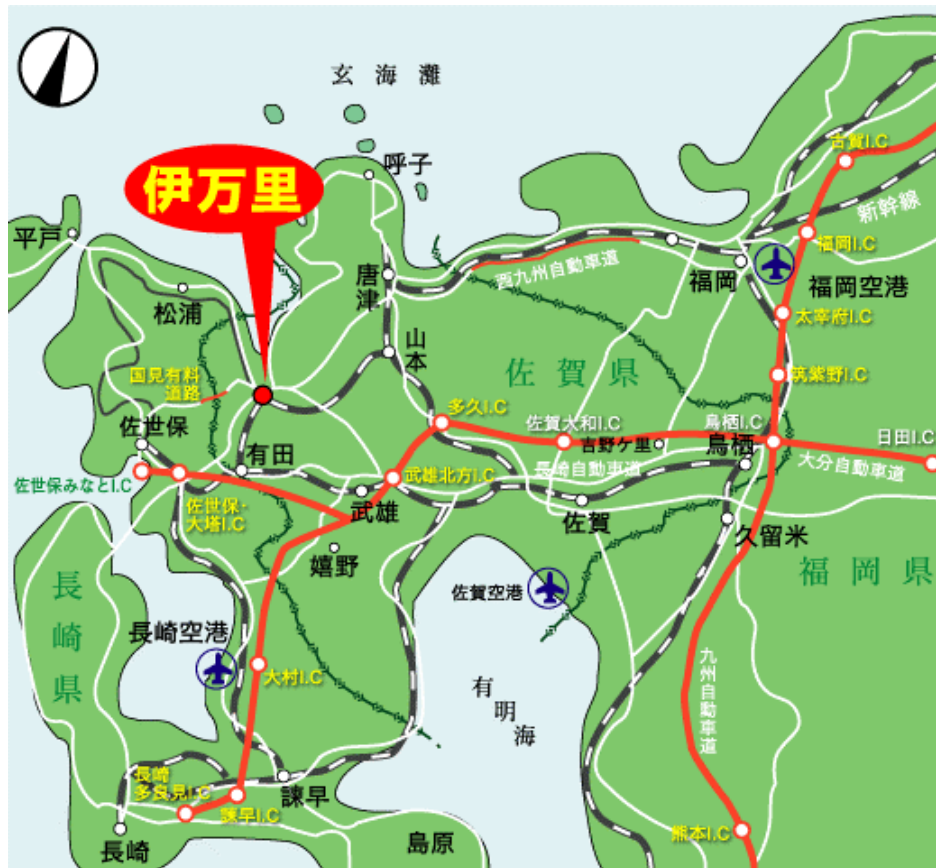 玄海灘
呼子
伊万里
古賀I.C
新幹線
平戸
福岡I.C
西九州自動車道
福岡
福岡空港
唐津
松浦
太宰府I.C
山本
佐賀県
国見有料
道路
筑紫野I.C
多久I.C
佐賀大和I.C
鳥栖I.C
佐世保
吉野ケ里
鳥栖
日田I.C
有田
武雄北方I.C
長崎自動車道
大分自動車道
佐世保みなとI.C
佐世保・
大塔I.C
武雄
佐賀
久留米
嬉野
福岡県
長崎県
佐賀空港
長崎空港
大村I.C
有明海
九州自動車道
長崎
多良見I.C
諫早
諫早I.C
熊本I.C
島原
長崎